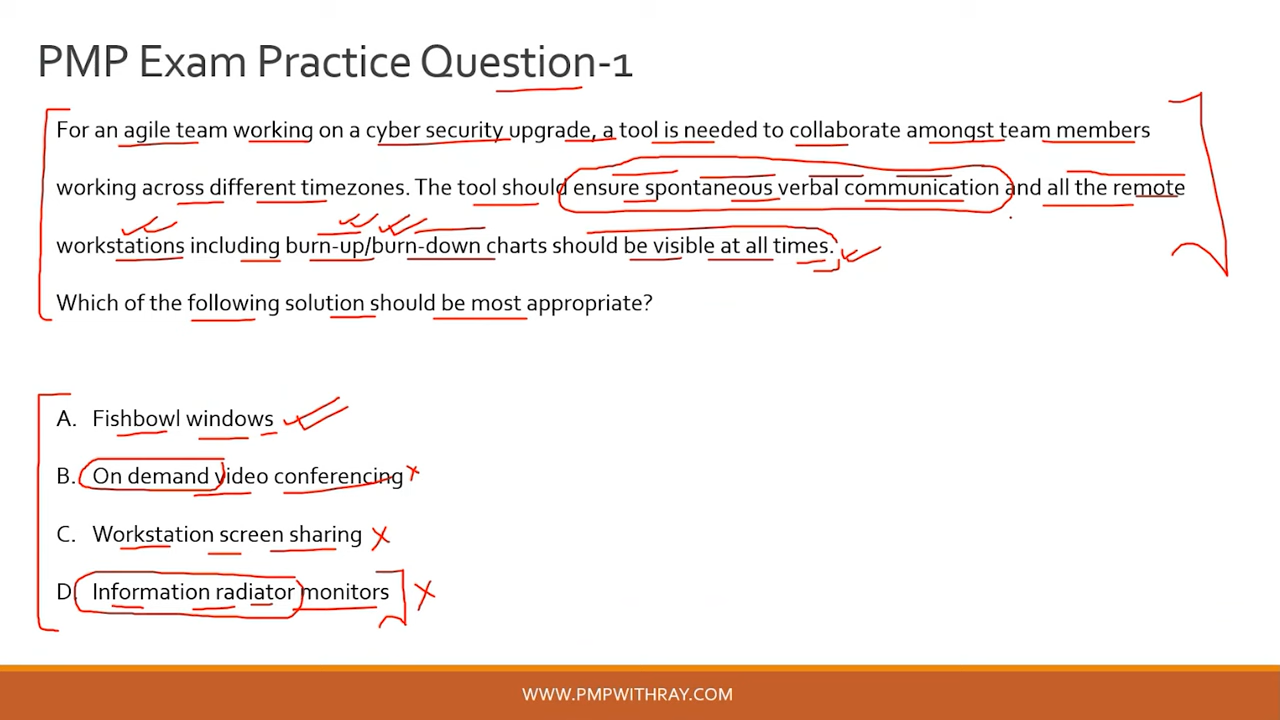 PMP Exam Practice Question-1
For an agile team working on a cyber security upgrade, a tool is needed to collaborate amongst team members
working across different timezones. The tool should ensure spontaneous verbal communication and all the remote
workstations including burn-up/burn-down charts should be visible at all times.
Which of the following solution should be most appropriate?
A. Fishbowl windows
B. On demand video conferencing
C. Workstation screen sharing
D. Information radiator monitors
WWW.PMPWITHRAY.COM